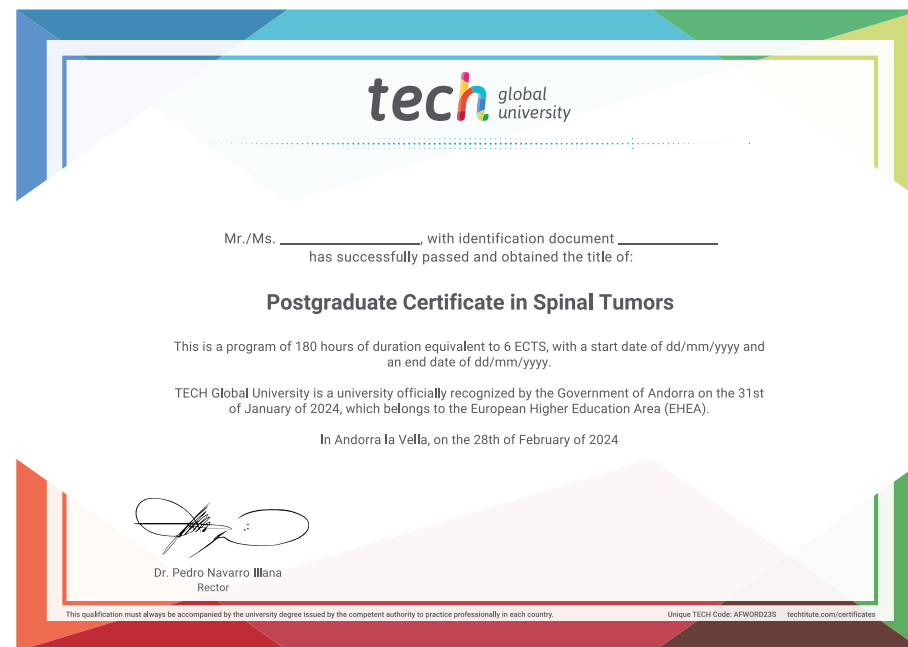 tech global university
Mr./Ms. ____________________, with identification document ______________
has successfully passed and obtained the title of:
Postgraduate Certificate in Spinal Tumors
This is a program of 180 hours of duration equivalent to 6 ECTS, with a start date of dd/mm/yyyy and
an end date of dd/mm/yyyy.
TECH Global University is a university officially recognized by the Government of Andorra on the 31st
of January of 2024, which belongs to the European Higher Education Area (EHEA).
In Andorra la Vella, on the 28th of February of 2024
Dr. Pedro Navarro Illana
Rector
This qualification must always be accompanied by the university degree issued by the competent authority to practice professionally in each country.
Unique TECH Code: AFWORD23S techtitute.com/certificates